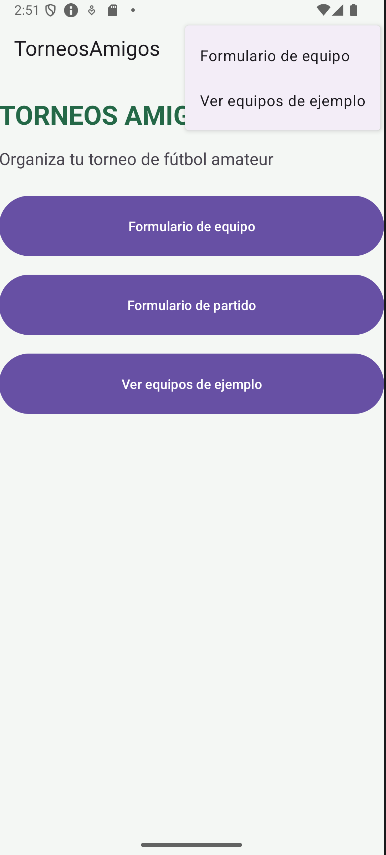 2:51
TorneosAmigos
Formulario de equipo
Ver equipos de ejemplo
TORNEOS AMIG
Organiza tu torneo de fútbol amateur
Formulario de equipo
Formulario de partido
Ver equipos de ejemplo